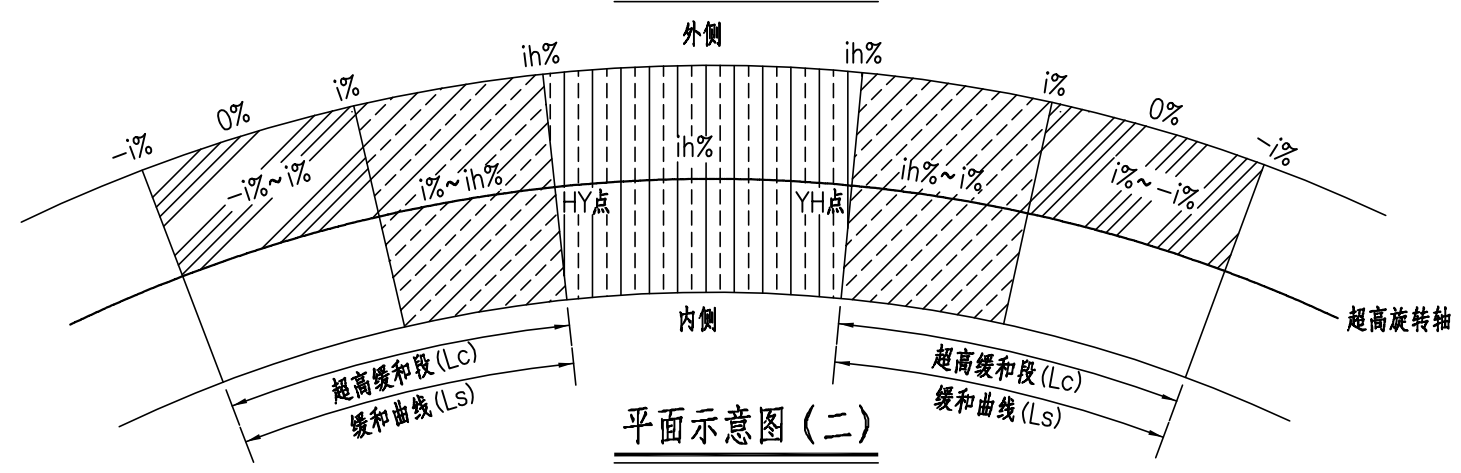 外侧
ih%
ih%
i%
i%
0%
0%
-i%
-i%
-i%~i%
i%~ih%
ih%
ih%~i%
i%~-i%
HY点
YH点
内侧
超高旋转轴
超高缓和段(Lc)
超高缓和段(Lc)
缓和曲线(Ls)
缓和曲线(Ls)
平面示意图(二)